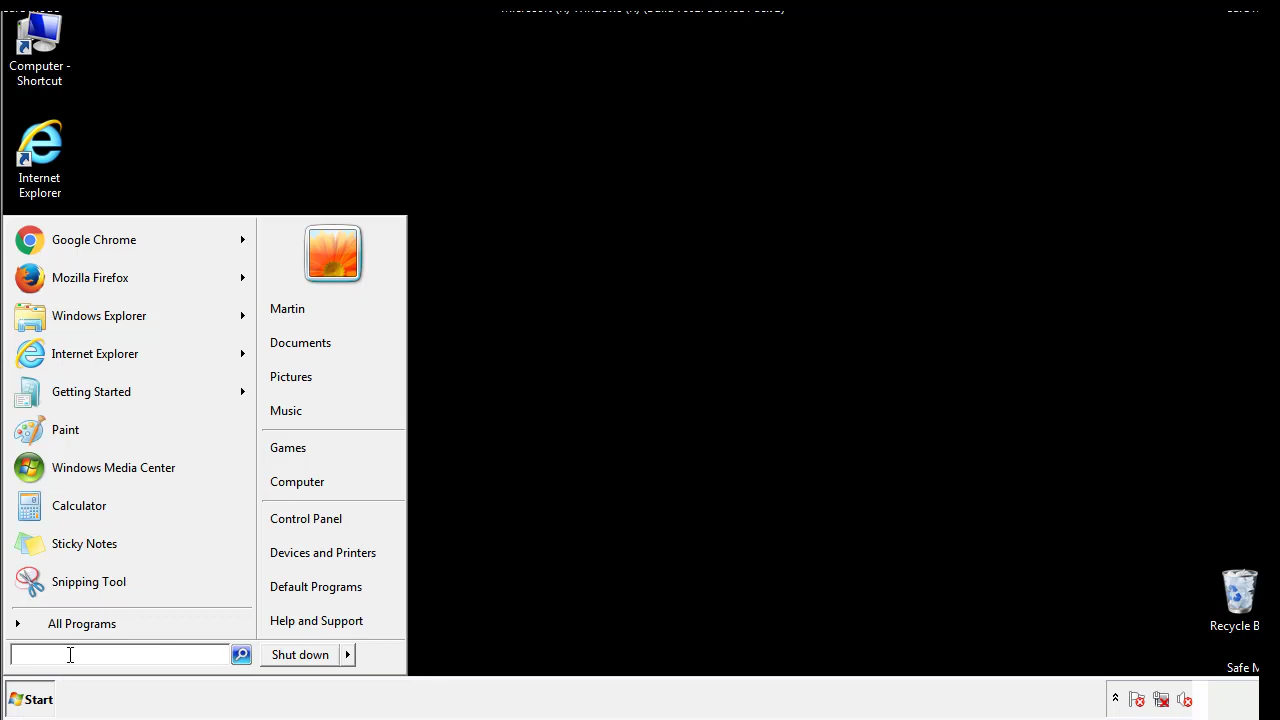 Computer -
Shortcut
Internet
Explorer
Google Chrome
Mozilla Firefox
Windows Explorer
Internet Explorer
Getting Started
Paint
Windows Media Center
Calculator
Sticky Notes
Snipping Tool
All Programs
Martin
Documents
Pictures
Music
Games
Computer
Control Panel
Devices and Printers
Default Programs
Help and Support
Shut down
Recycle B
Safe M
Start